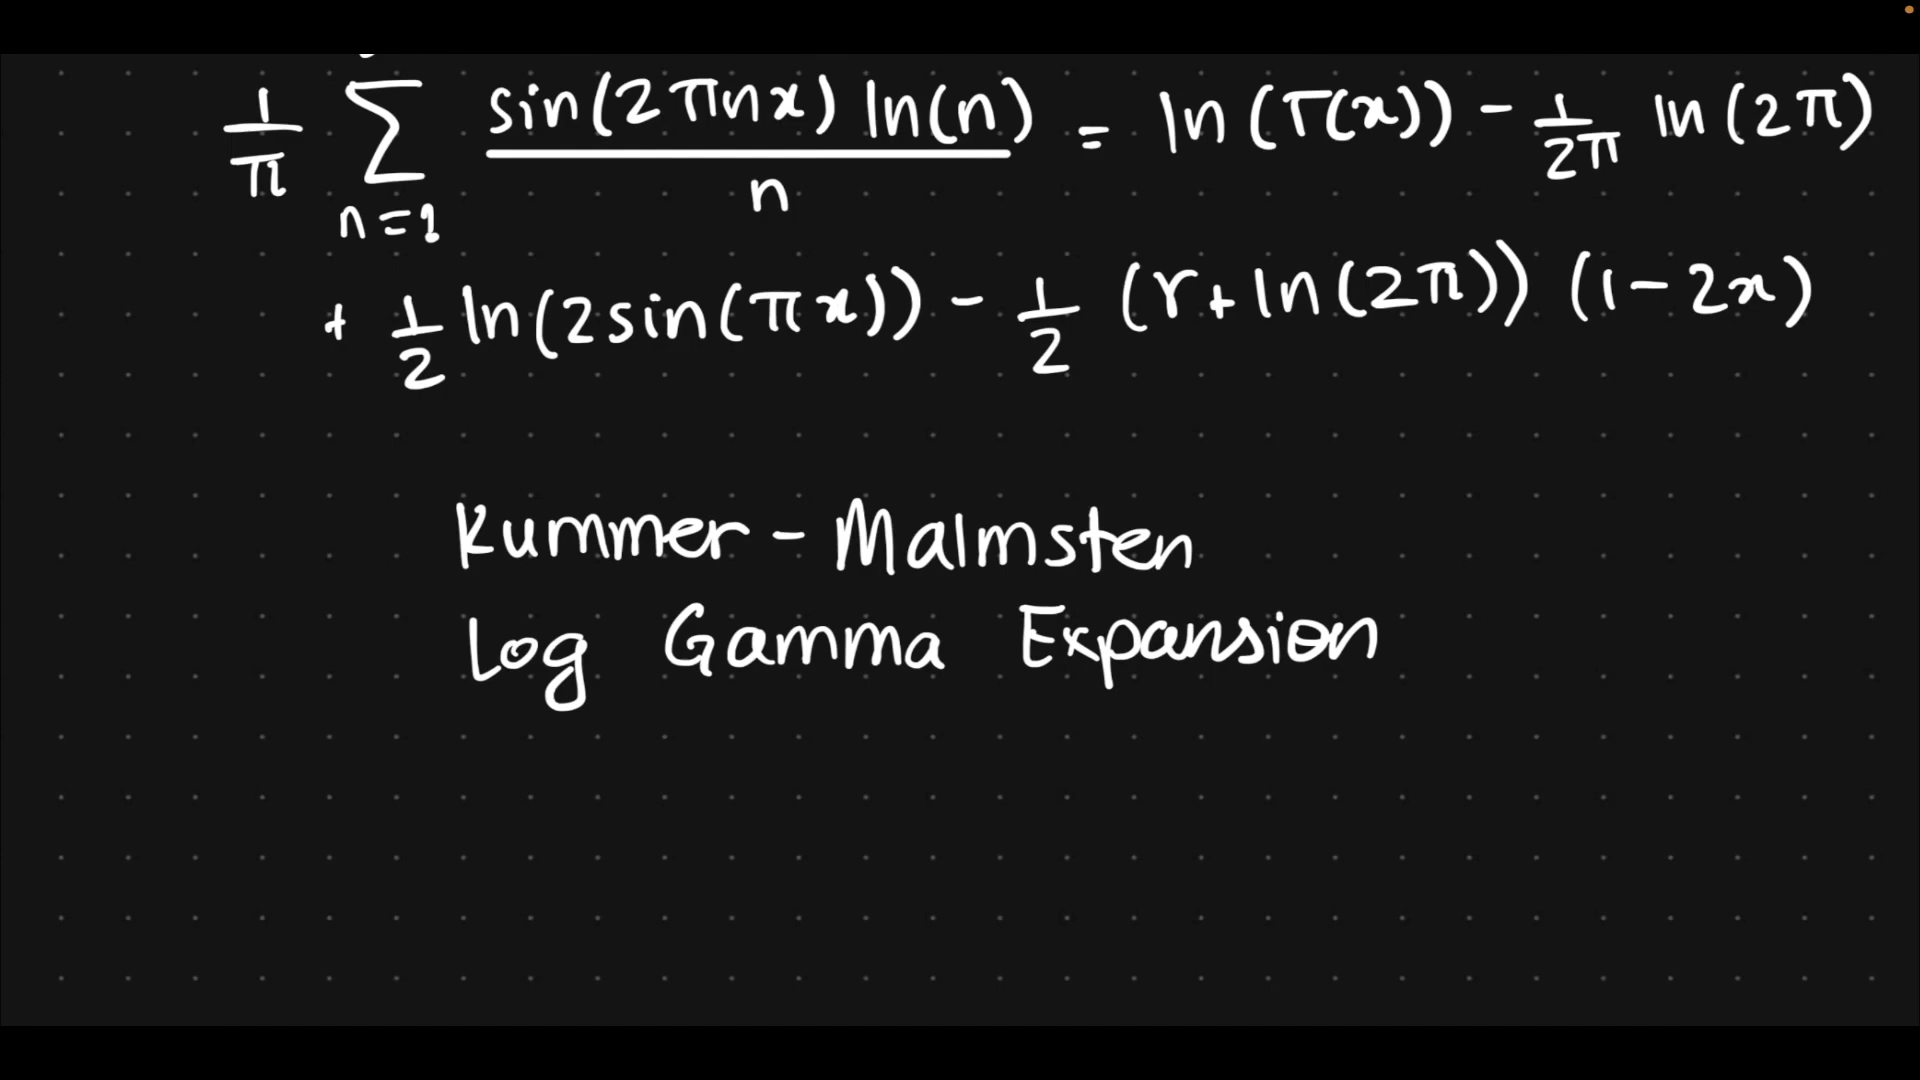 1/π ∑ n=1 sin(2πnx) ln(n) / n = ln(Γ(x)) - 1/2π ln(2π)
+ 1/2 ln(2sin(πx)) - 1/2 (γ + ln(2π)) (1-2x)
Kummer - Malmsten
Log Gamma Expansion